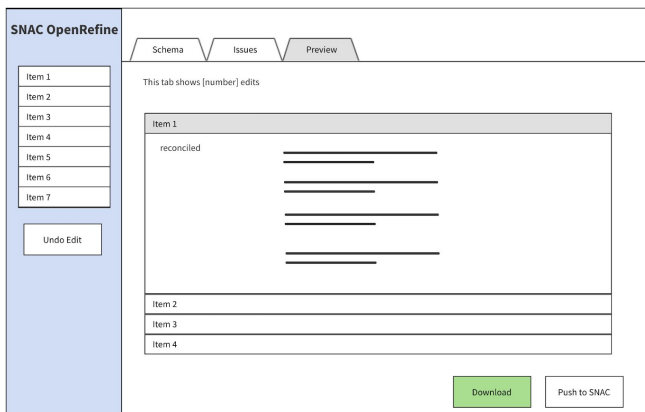 SNAC OpenRefine
Item 1
Item 2
Item 3
Item 4
Item 5
Item 6
Item 7
Undo Edit
Schema
Issues
Preview
This tab shows [number] edits
Item 1
reconciled
Item 2
Item 3
Item 4
Download
Push to SNAC